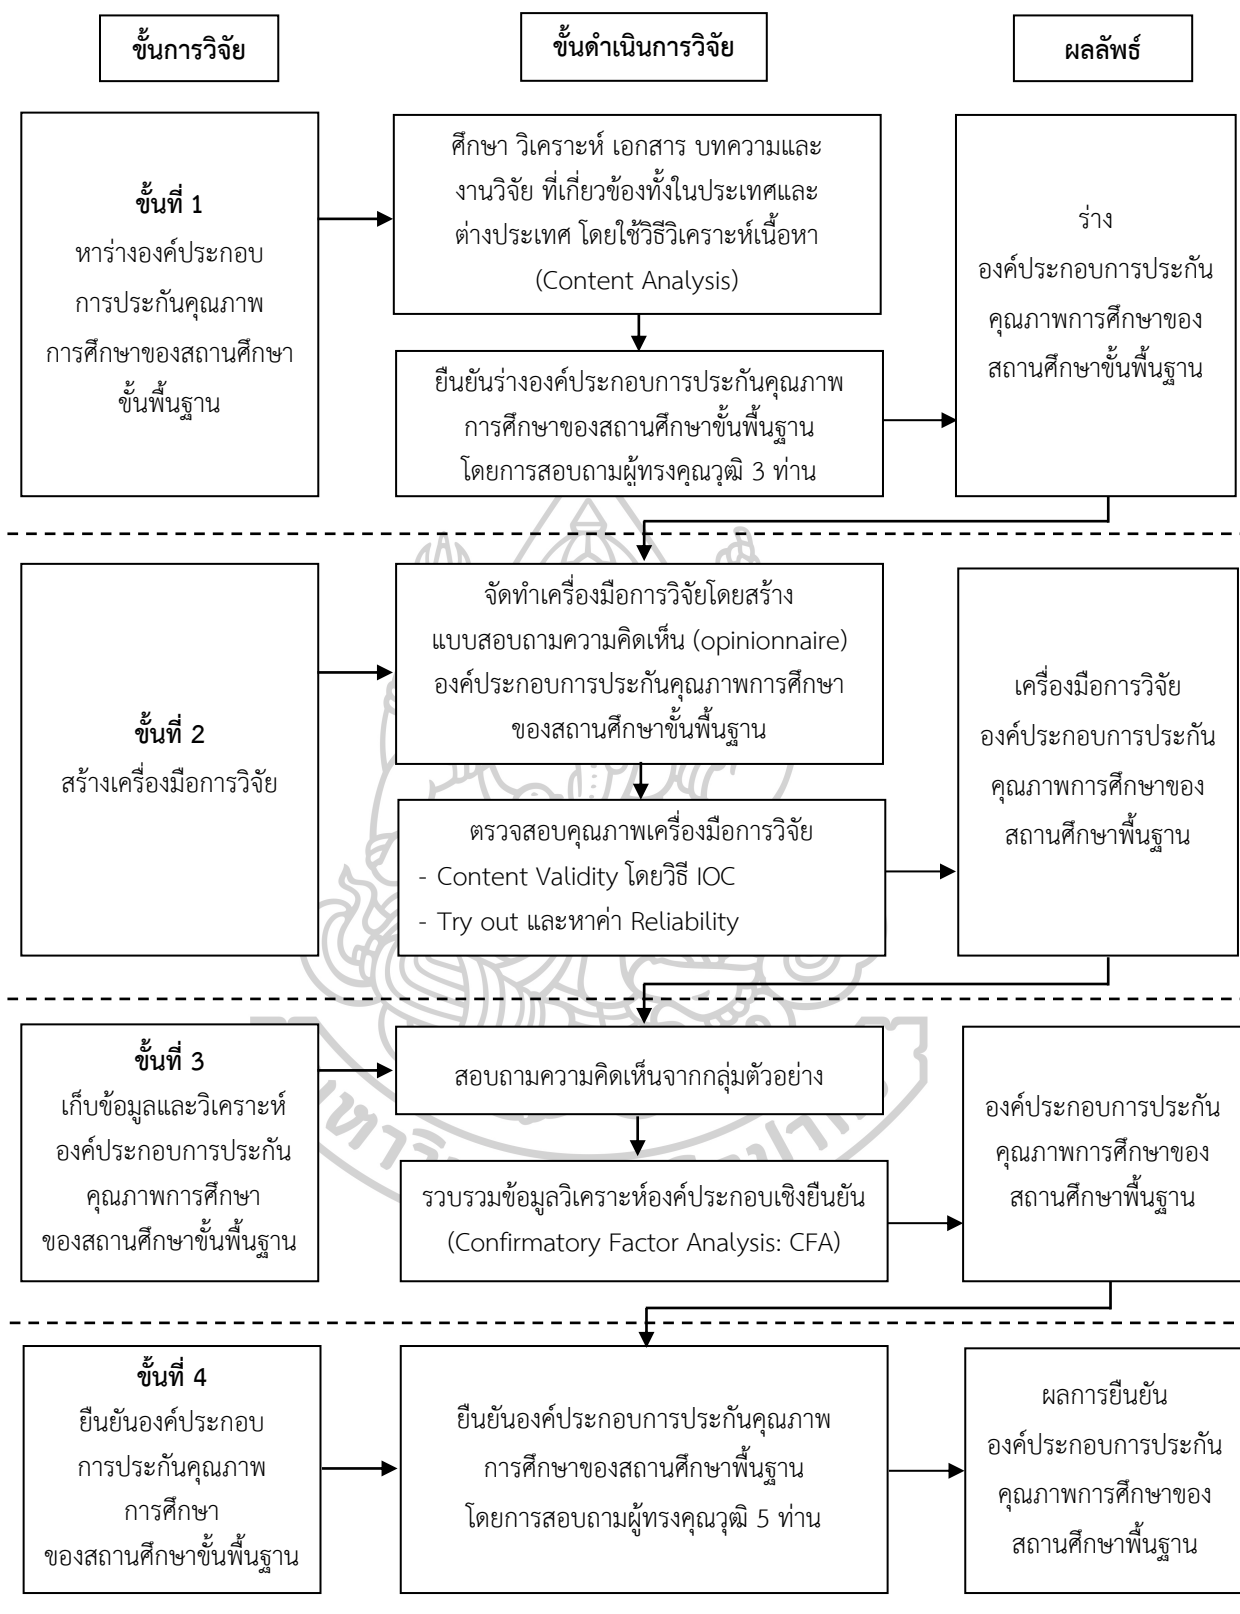 ขั้นการวิจัย
ขั้นดำเนินการวิจัย
ผลลัพธ์
ขั้นที่ 1
หาร่างองค์ประกอบ
การประกันคุณภาพ
การศึกษาของสถานศึกษา
ขั้นพื้นฐาน
ศึกษา วิเคราะห์ เอกสาร บทความและ
งานวิจัย ที่เกี่ยวข้องทั้งในประเทศและ
ต่างประเทศ โดยใช้วิธีวิเคราะห์เนื้อหา
(Content Analysis)
ยืนยันร่างองค์ประกอบการประกันคุณภาพ
การศึกษาของสถานศึกษาขั้นพื้นฐาน
โดยการสอบถามผู้ทรงคุณวุฒิ 3 ท่าน
ร่าง
องค์ประกอบการประกัน
คุณภาพการศึกษาของ
สถานศึกษาขั้นพื้นฐาน
ขั้นที่ 2
สร้างเครื่องมือการวิจัย
จัดทำเครื่องมือการวิจัยโดยสร้าง
แบบสอบถามความคิดเห็น (opinionnaire)
องค์ประกอบการประกันคุณภาพการศึกษา
ของสถานศึกษาขั้นพื้นฐาน
ตรวจสอบคุณภาพเครื่องมือการวิจัย
- Content Validity โดยวิธี IOC
- Try out และหาค่า Reliability
เครื่องมือการวิจัย
องค์ประกอบการประกัน
คุณภาพการศึกษาของ
สถานศึกษาพื้นฐาน
ขั้นที่ 3
เก็บข้อมูลและวิเคราะห์
องค์ประกอบการประกัน
คุณภาพการศึกษา
ของสถานศึกษาขั้นพื้นฐาน
สอบถามความคิดเห็นจากกลุ่มตัวอย่าง
รวบรวมข้อมูลวิเคราะห์องค์ประกอบเชิงยืนยัน
(Confirmatory Factor Analysis: CFA)
องค์ประกอบการประกัน
คุณภาพการศึกษาของ
สถานศึกษาพื้นฐาน
ขั้นที่ 4
ยืนยันองค์ประกอบ
การประกันคุณภาพ
การศึกษา
ของสถานศึกษาขั้นพื้นฐาน
ยืนยันองค์ประกอบการประกันคุณภาพ
การศึกษาของสถานศึกษาพื้นฐาน
โดยการสอบถามผู้ทรงคุณวุฒิ 5 ท่าน
ผลการยืนยัน
องค์ประกอบการประกัน
คุณภาพการศึกษาของ
สถานศึกษาพื้นฐาน